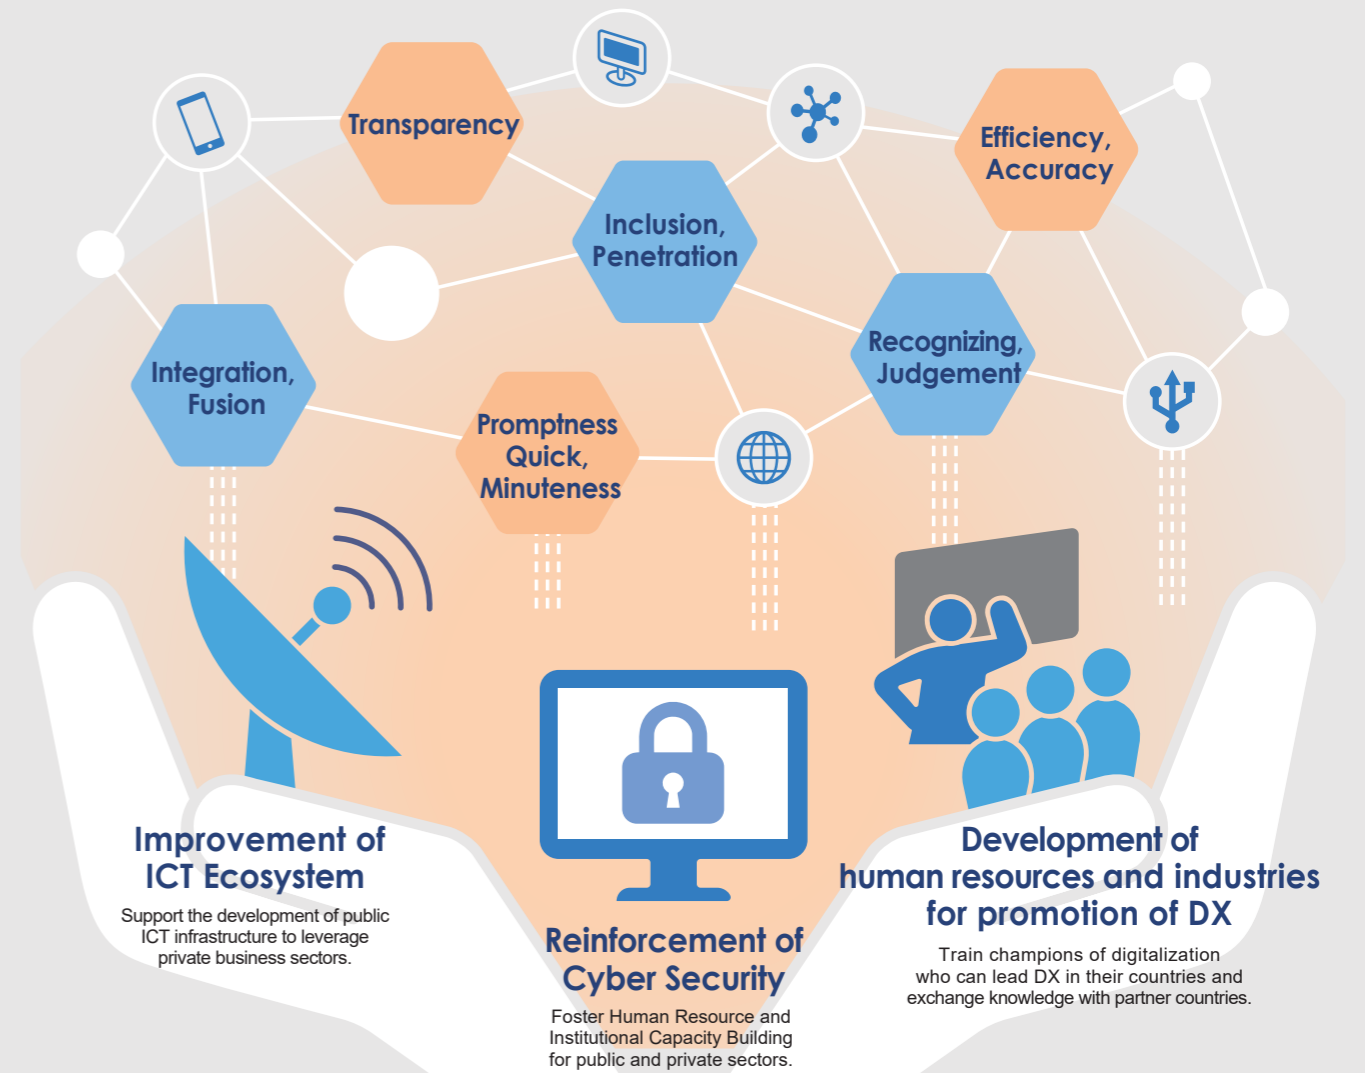 Transparency
Efficiency,
Accuracy
Inclusion,
Penetration
Recognizing,
Judgement
Integration,
Fusion
Promptness
Quick,
Minuteness
Improvement of
ICT Ecosystem
Support the development of public
ICT infrastructure to leverage
private business sectors.
Reinforcement of
Cyber Security
Foster Human Resource and
Institutional Capacity Building
for public and private sectors.
Development of
human resources and industries
for promotion of DX
Train champions of digitalization
who can lead DX in their countries and
exchange knowledge with partner countries.